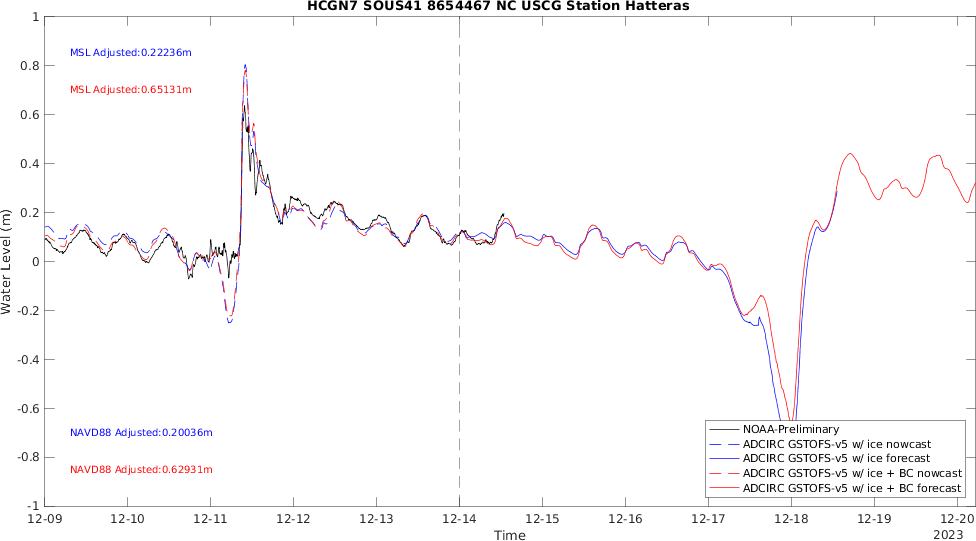 HCGN7 SOUS41 8654467 NC USCG Station Hatteras
1
0.8
0.6
0.4
0.2
0
-0.2
-0.4
-0.6
-0.8
-1
Water Level (m)
MSL Adjusted:0.22236m
MSL Adjusted:0.65131m
NAVD88 Adjusted:0.20036m
NAVD88 Adjusted:0.62931m
NOAA-Preliminary
ADCIRC GSTOFS-v5 w/ ice nowcast
ADCIRC GSTOFS-v5 w/ ice forecast
ADCIRC GSTOFS-v5 w/ ice + BC nowcast
ADCIRC GSTOFS-v5 w/ ice + BC forecast
12-09 12-10 12-11 12-12 12-13 12-14 12-15 12-16 12-17 12-18 12-19 12-20
Time
2023